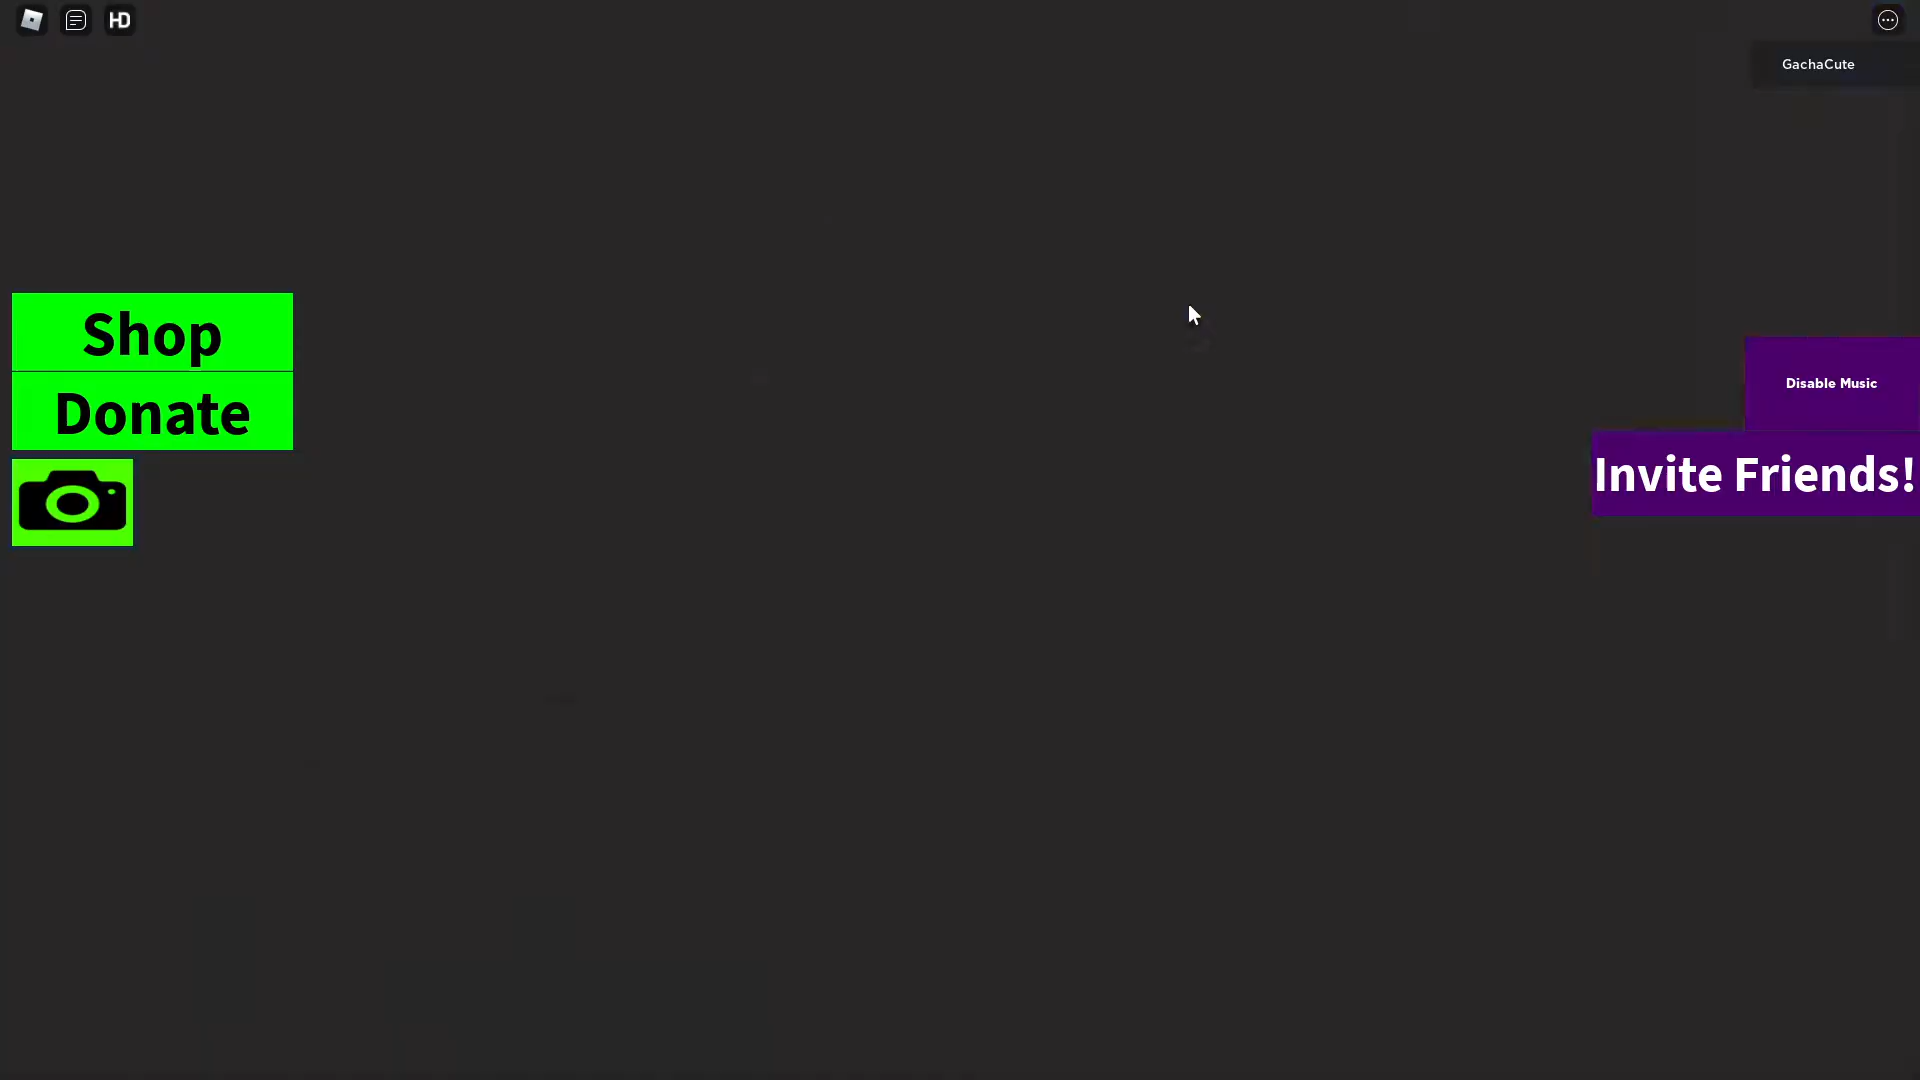 HD
GachaCute
Shop
Donate
Disable Music
Invite Friends!